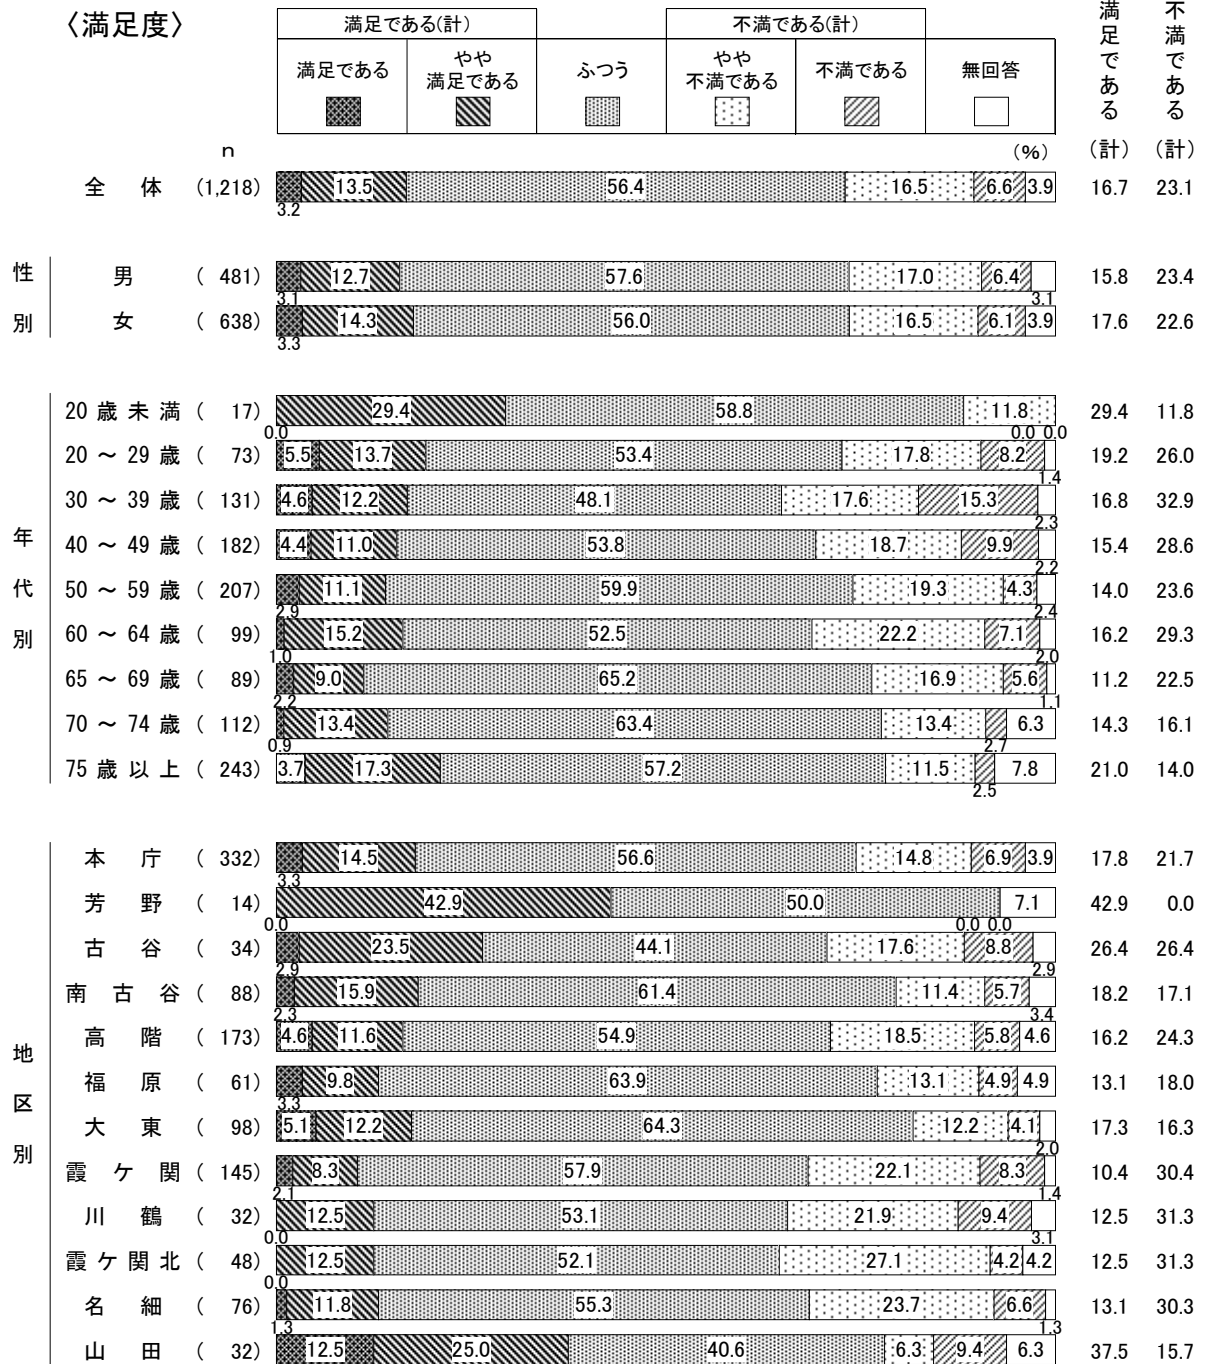 〈満足度〉
満足である(計) 不満である(計)
満足である やや満足である ふつう やや不満である 不満である 無回答
満足である(計) 不満である(計)
n (%)
全体 (1,218) 3.2 13.5 56.4 16.5 6.6 3.9 16.7 23.1
性別
男 (481) 3.1 12.7 57.6 17.0 6.4 3.1 15.8 23.4
女 (638) 3.3 14.3 56.0 16.5 6.1 3.9 17.6 22.6
年代別
20歳未満 (17) 0.0 29.4 58.8 11.8 0.0 0.0 29.4 11.8
20～29歳 (73) 5.5 13.7 53.4 17.8 8.2 1.4 19.2 26.0
30～39歳 (131) 4.6 12.2 48.1 17.6 15.3 2.3 16.8 32.9
40～49歳 (182) 4.4 11.0 53.8 18.7 9.9 2.2 15.4 28.6
50～59歳 (207) 2.9 11.1 59.9 19.3 4.3 2.4 14.0 23.6
60～64歳 (99) 1.0 15.2 52.5 22.2 7.1 2.0 16.2 29.3
65～69歳 (89) 2.2 9.0 65.2 16.9 5.6 1.1 11.2 22.5
70～74歳 (112) 0.9 13.4 63.4 13.4 2.7 6.3 14.3 16.1
75歳以上 (243) 3.7 17.3 57.2 11.5 2.5 7.8 21.0 14.0
地区別
本庁 (332) 3.3 14.5 56.6 14.8 6.9 3.9 17.8 21.7
芳野 (14) 0.0 42.9 50.0 0.0 0.0 7.1 42.9 0.0
古谷 (34) 2.9 23.5 44.1 17.6 8.8 2.9 26.4 26.4
南古谷 (88) 2.3 15.9 61.4 11.4 5.7 3.4 18.2 17.1
高階 (173) 4.6 11.6 54.9 18.5 5.8 4.6 16.2 24.3
福原 (61) 3.3 9.8 63.9 13.1 4.9 4.9 13.1 18.0
大東 (98) 5.1 12.2 64.3 12.2 4.1 2.0 17.3 16.3
霞ケ関 (145) 2.1 8.3 57.9 22.1 8.3 1.4 10.4 30.4
川鶴 (32) 0.0 12.5 53.1 21.9 9.4 3.1 12.5 31.3
霞ケ関北 (48) 0.0 12.5 52.1 27.1 4.2 4.2 12.5 31.3
名細 (76) 1.3 11.8 55.3 23.7 6.6 1.3 13.1 30.3
山田 (32) 12.5 25.0 40.6 6.3 9.4 6.3 37.5 15.7